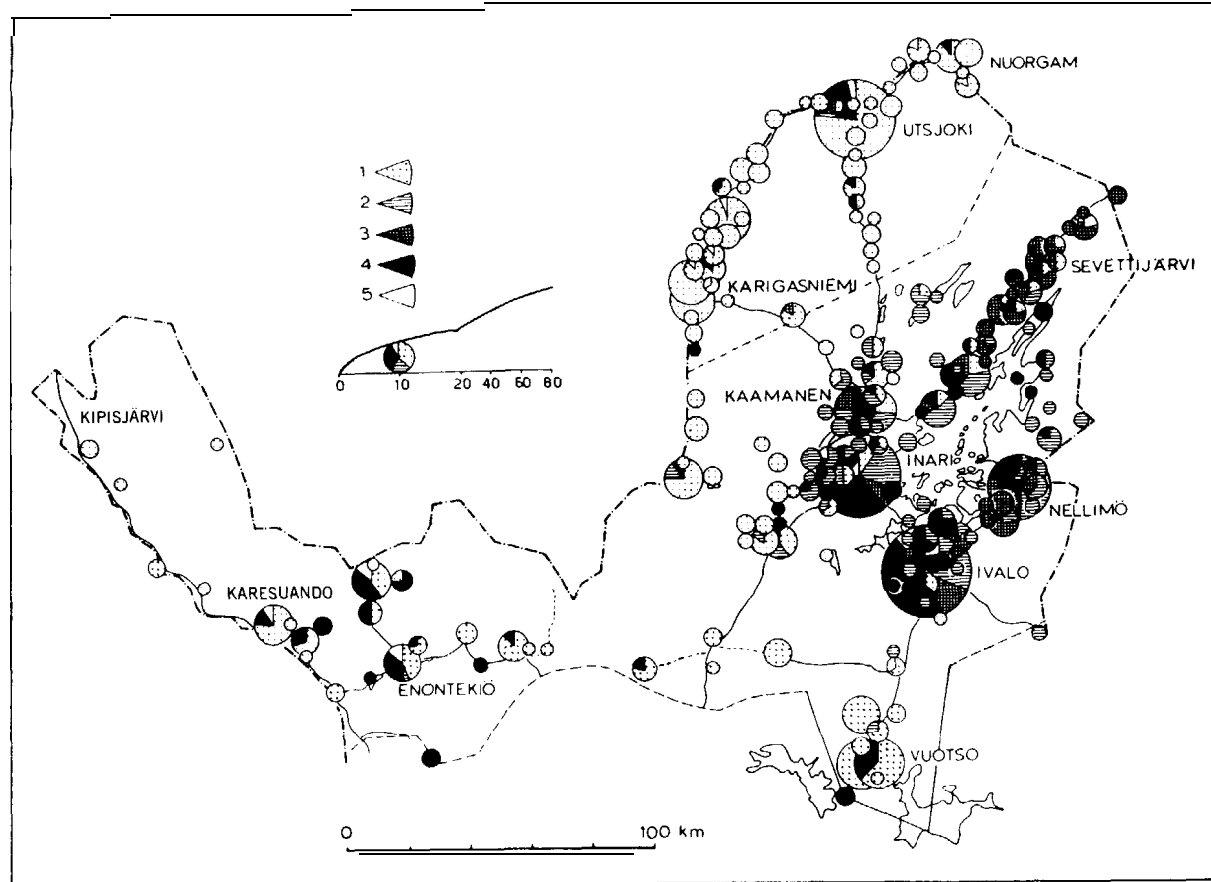 NUORGAM
UTSJOKI
1
2
3
4
5
SEVETTIJÄRVI
KARIGASNIEMI
0 10 20 40 60 80
KAAMANEN
KIPISJÄRVI
INARI
NELLIMÖ
IVALO
KARESUANDO
ENONTEKIÖ
VUOTSO
0 100 km